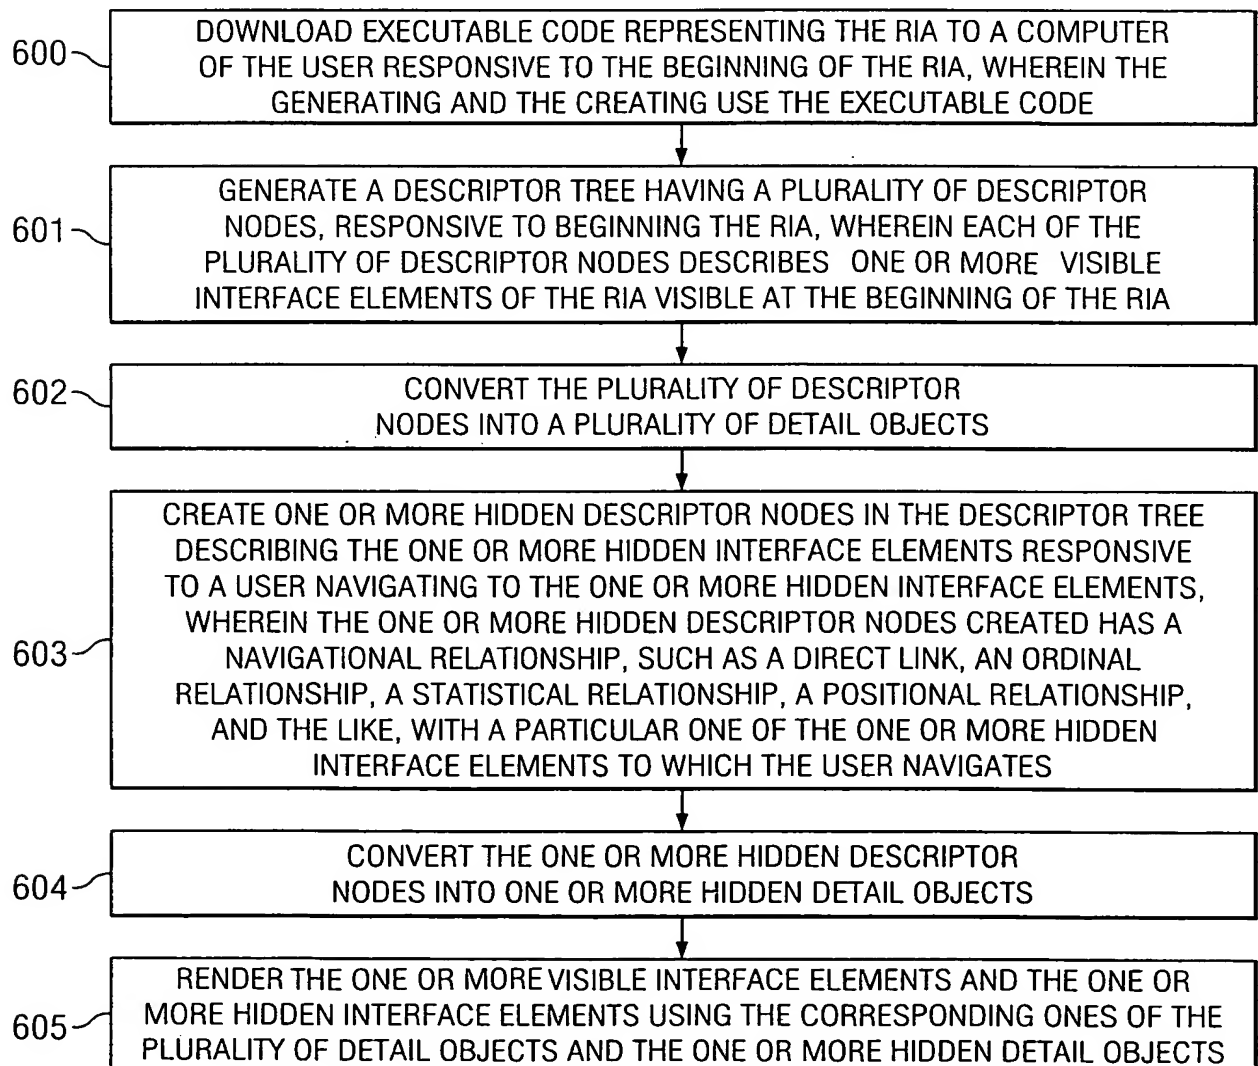 600
DOWNLOAD EXECUTABLE CODE REPRESENTING THE RIA TO A COMPUTER
OF THE USER RESPONSIVE TO THE BEGINNING OF THE RIA, WHEREIN THE
GENERATING AND THE CREATING USE THE EXECUTABLE CODE
601
GENERATE A DESCRIPTOR TREE HAVING A PLURALITY OF DESCRIPTOR
NODES, RESPONSIVE TO BEGINNING THE RIA, WHEREIN EACH OF THE
PLURALITY OF DESCRIPTOR NODES DESCRIBES ONE OR MORE VISIBLE
INTERFACE ELEMENTS OF THE RIA VISIBLE AT THE BEGINNING OF THE RIA
602
CONVERT THE PLURALITY OF DESCRIPTOR
NODES INTO A PLURALITY OF DETAIL OBJECTS
603
CREATE ONE OR MORE HIDDEN DESCRIPTOR NODES IN THE DESCRIPTOR TREE
DESCRIBING THE ONE OR MORE HIDDEN INTERFACE ELEMENTS RESPONSIVE
TO A USER NAVIGATING TO THE ONE OR MORE HIDDEN INTERFACE ELEMENTS,
WHEREIN THE ONE OR MORE HIDDEN DESCRIPTOR NODES CREATED HAS A
NAVIGATIONAL RELATIONSHIP, SUCH AS A DIRECT LINK, AN ORDINAL
RELATIONSHIP, A STATISTICAL RELATIONSHIP, A POSITIONAL RELATIONSHIP,
AND THE LIKE, WITH A PARTICULAR ONE OF THE ONE OR MORE HIDDEN
INTERFACE ELEMENTS TO WHICH THE USER NAVIGATES
604
CONVERT THE ONE OR MORE HIDDEN DESCRIPTOR
NODES INTO ONE OR MORE HIDDEN DETAIL OBJECTS
605
RENDER THE ONE OR MORE VISIBLE INTERFACE ELEMENTS AND THE ONE OR
MORE HIDDEN INTERFACE ELEMENTS USING THE CORRESPONDING ONES OF THE
PLURALITY OF DETAIL OBJECTS AND THE ONE OR MORE HIDDEN DETAIL OBJECTS